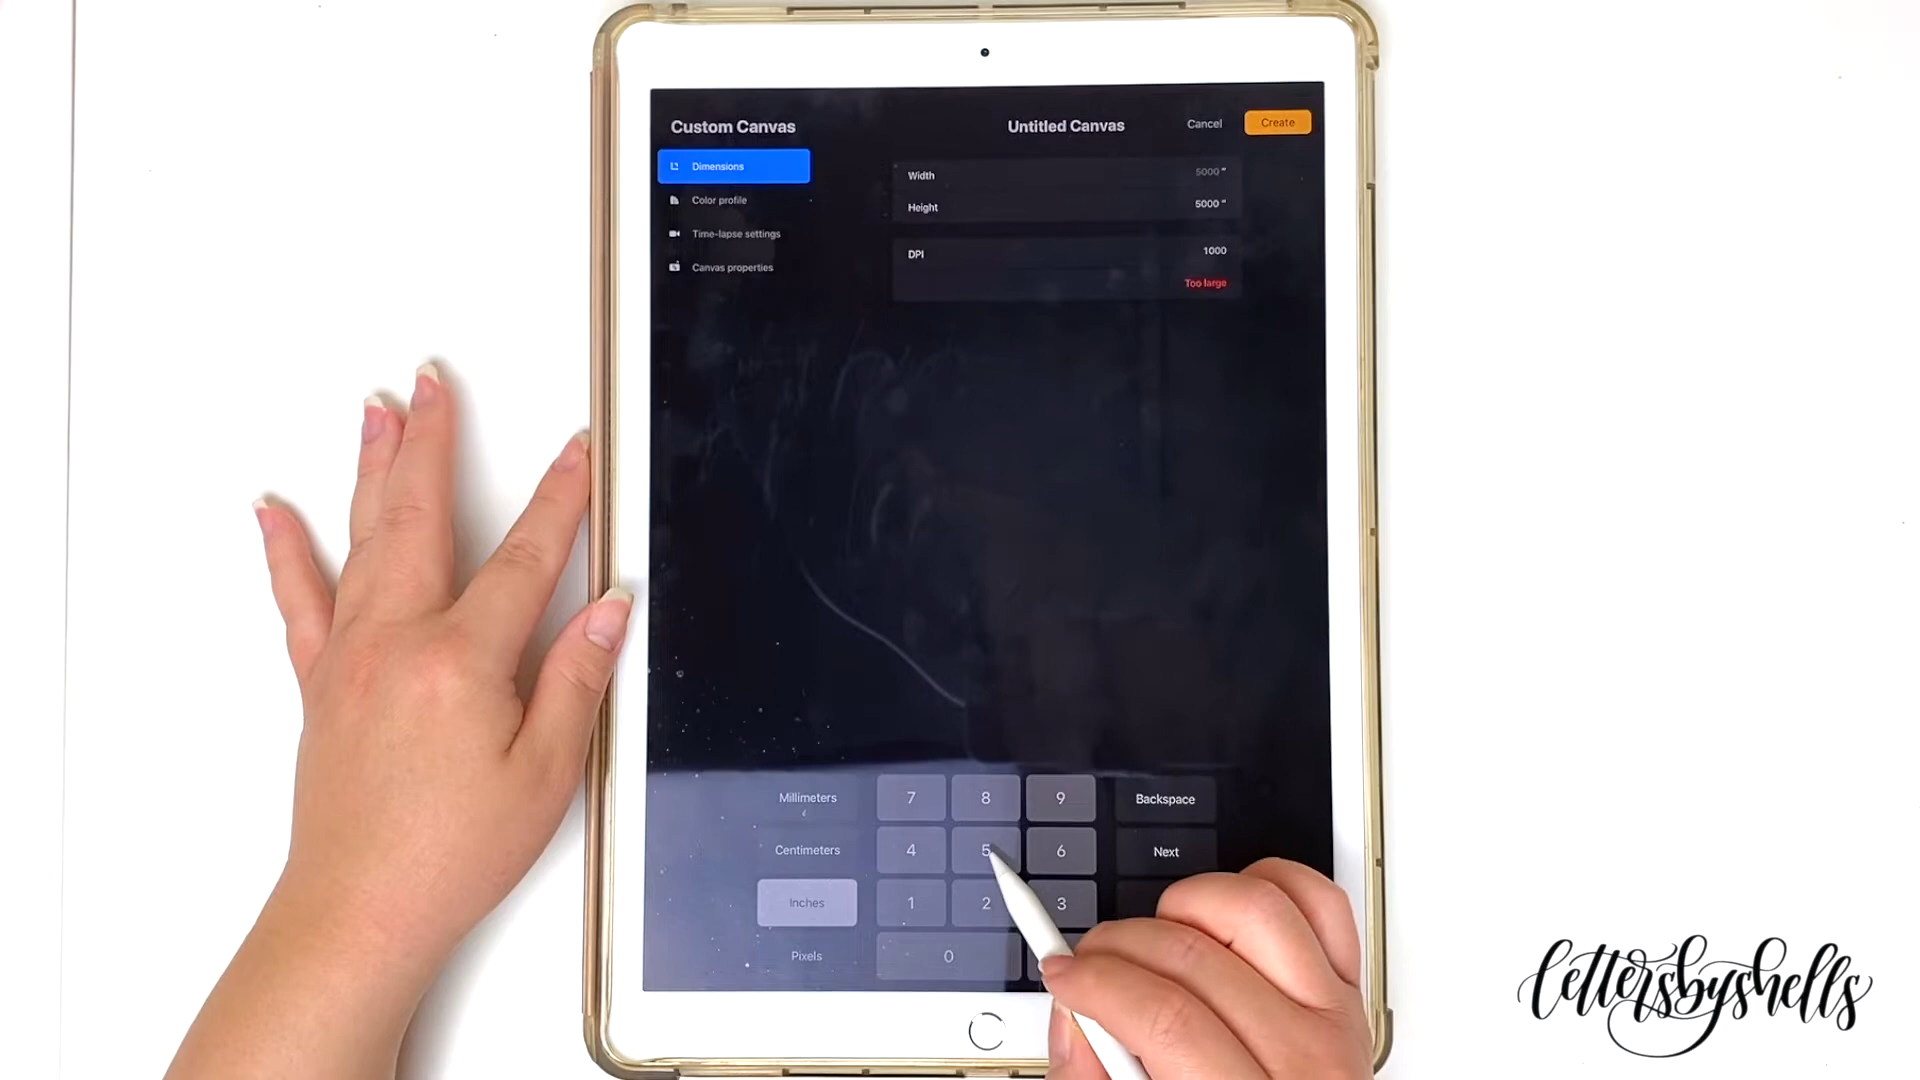 Custom Canvas
Untitled Canvas
Cancel
Create
Dimensions
Color profile
Time-lapse settings
Canvas properties
Width 5000 "
Height 5000 "
DPI 1000
Too large
Millimeters 7 8 9 Backspace
Centimeters 4 5 6 Next
Inches 1 2 3
Pixels 0
lettersbyshells